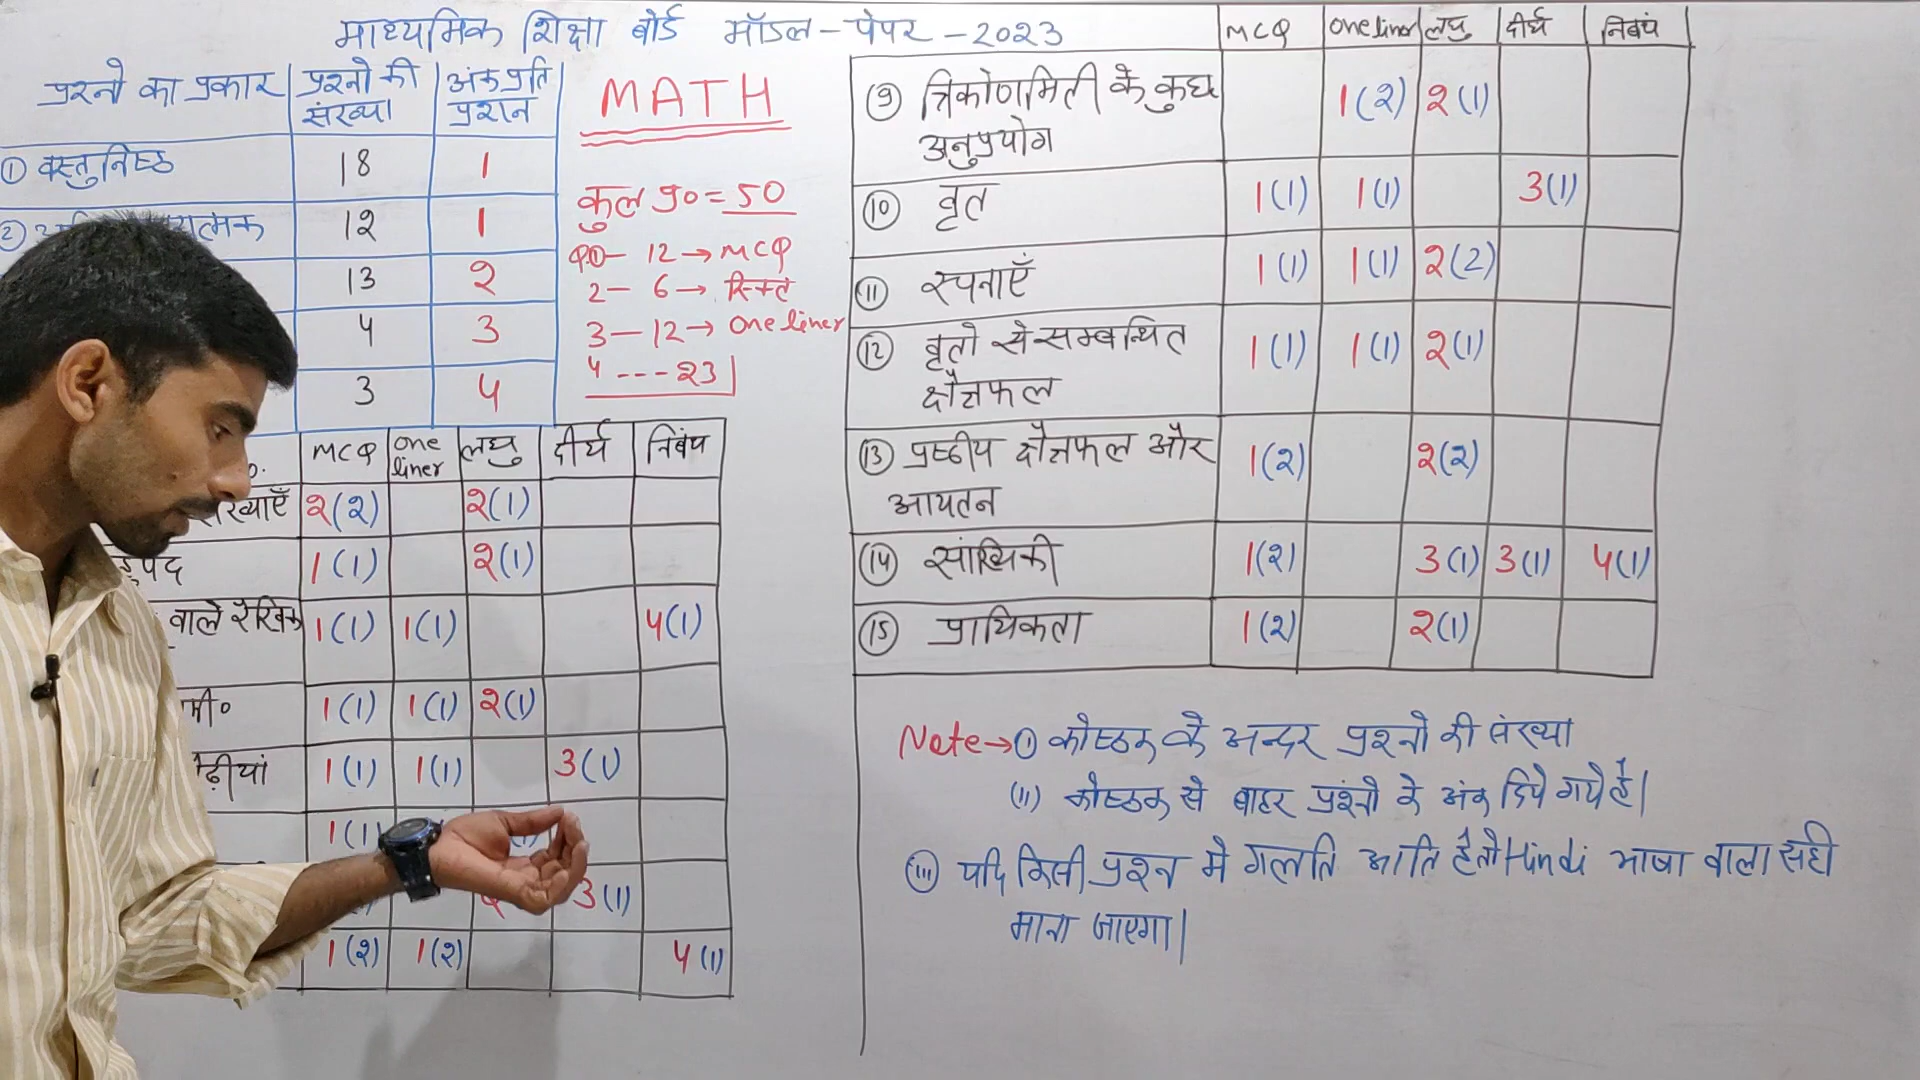 माध्यमिक शिक्षा बोर्ड मॉडल - पेपर - २०२३
प्रश्नो का प्रकार प्रश्नो की संख्या अंक प्रति प्रशन
① वस्तुनिष्ठ 18 1
② 12 1
13 2
4 3
3 4
MATH
कुल प्र० = 50
12 → MCQ
2 - 6 → रिक्त
3 - 12 → One liner
4 --- 23
MCQ one liner लघु दीर्घ निबंध
संख्याएँ 2(2) 2(1)
1(1) 2(1)
वाले रैखिक 1(1) 1(1) 4(1)
मी० 1(1) 1(1) 2(1)
ढ़ीयां 1(1) 1(1) 3(1)
1(1)
3(1)
1(2) 1(2) 4(1)
MCQ One liner लघु दीर्घ निबंध
⑨ त्रिकोणमिती के कुछ 1(2) 2(1)
अनुप्रयोग
⑩ वृत 1(1) 1(1) 3(1)
⑪ रचनाएँ 1(1) 1(1) 2(2)
⑫ वृतो से सम्बन्धित 1(1) 1(1) 2(1)
क्षैत्रफल
⑬ प्रष्ठीय क्षैत्रफल और 1(2) 2(2)
आयतन
⑭ सांख्यिकी 1(2) 3(1) 3(1) 4(1)
⑮ प्रायिकता 1(2) 2(1)
Note → ① कोष्ठक के अन्दर प्रश्नो की संख्या
(ii) कोष्ठक से बाहर प्रश्नो के अंक दिये गये है।
(iii) यदि किसी प्रश्न मे गलति आति है तो Hindi भाषा वाला सही
माना जाएगा।